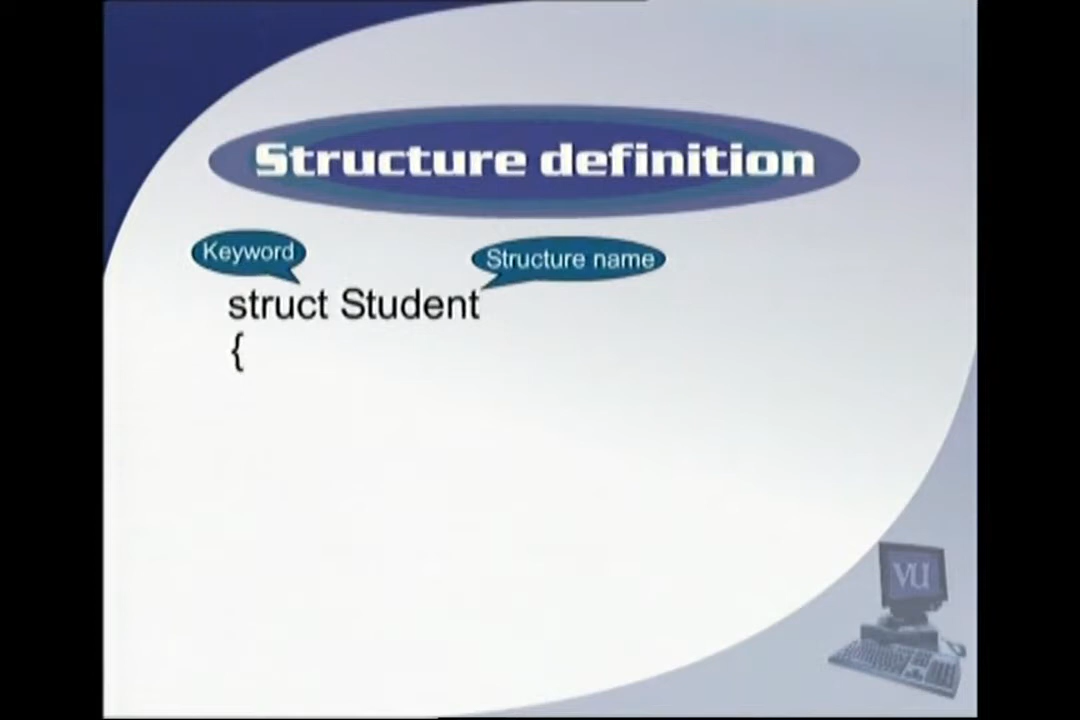 Structure definition
Keyword
Structure name
struct Student
{
VU